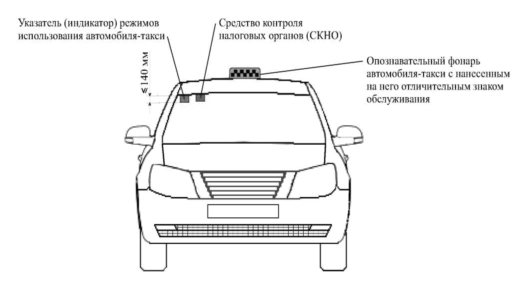 Указатель (индикатор) режимов
использования автомобиля-такси
Средство контроля
налоговых органов (СКНО)
≤140 мм
Опознавательный фонарь
автомобиля-такси с нанесенным
на него отличительным знаком
обслуживания